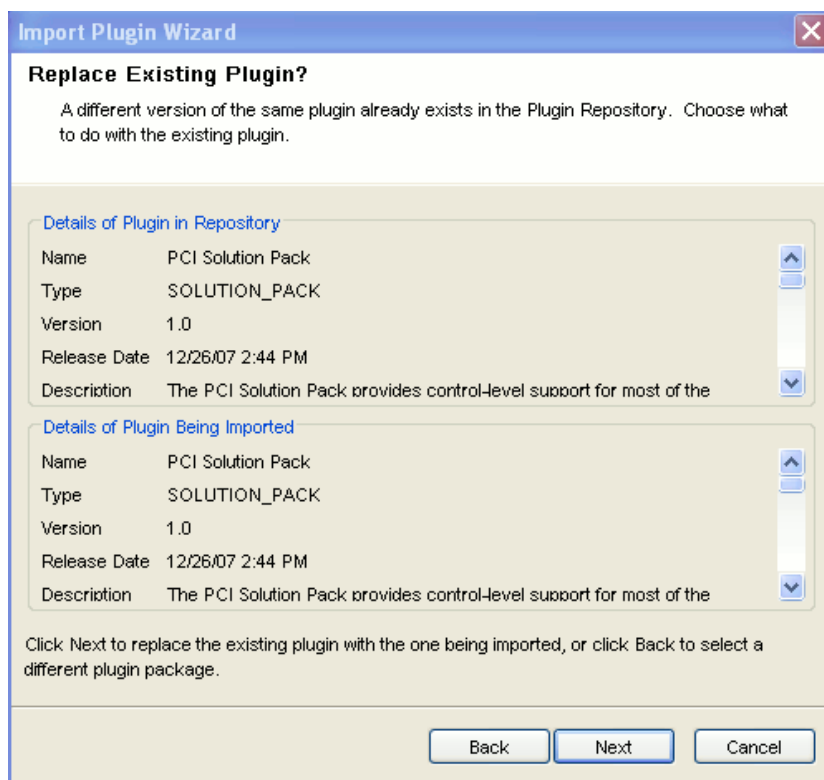 Import Plugin Wizard
Replace Existing Plugin?
A different version of the same plugin already exists in the Plugin Repository.  Choose what
to do with the existing plugin.
Details of Plugin in Repository
Name PCI Solution Pack
Type SOLUTION_PACK
Version 1.0
Release Date 12/26/07 2:44 PM
Description The PCI Solution Pack provides control-level support for most of the
Details of Plugin Being Imported
Name PCI Solution Pack
Type SOLUTION_PACK
Version 1.0
Release Date 12/26/07 2:44 PM
Description The PCI Solution Pack provides control-level support for most of the
Click Next to replace the existing plugin with the one being imported, or click Back to select a
different plugin package.
Back Next Cancel